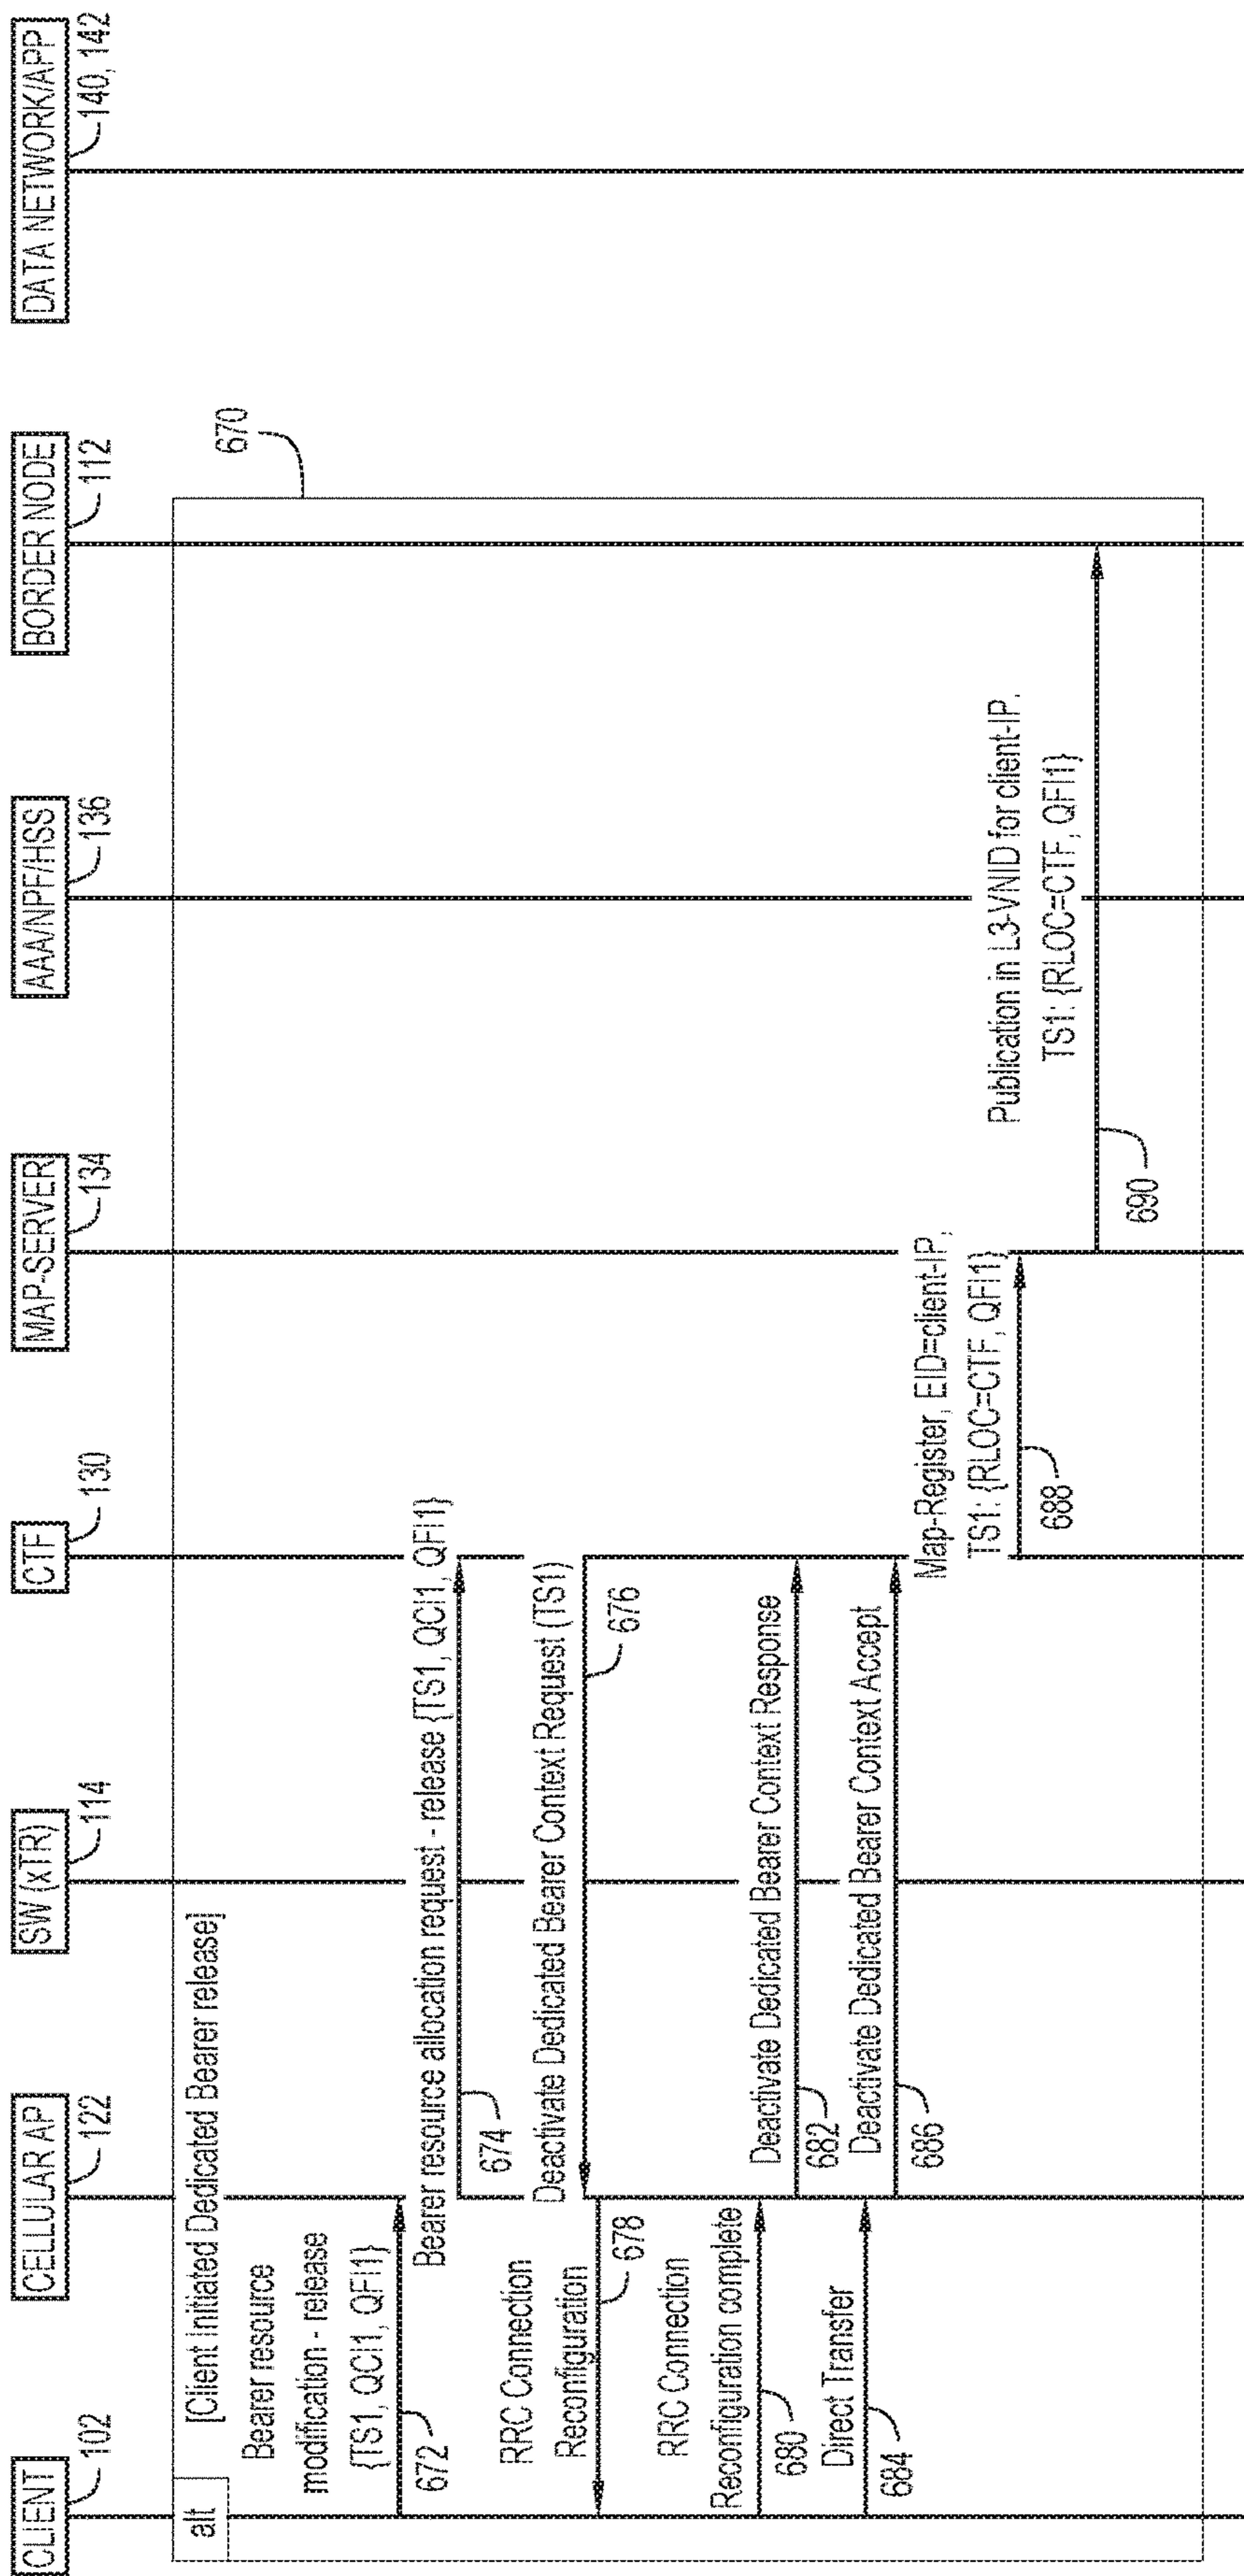 CLIENT
102
CELLULAR AP
122
SW (xTR)
114
CTF
130
MAP-SERVER
134
AAA/NPF/HSS
136
BORDER NODE
112
DATA NETWORK/APP
140, 142
alt
[Client Initiated Dedicated Bearer release]
670
Bearer resource
modification - release
{TS1, QCI1, QFI1}
672
Bearer resource allocation request - release {TS1, QCI1, QFI1}
674
Deactivate Dedicated Bearer Context Request (TS1)
676
RRC Connection
Reconfiguration
678
RRC Connection
Reconfiguration complete
680
Deactivate Dedicated Bearer Context Response
682
Direct Transfer
684
Deactivate Dedicated Bearer Context Accept
686
Map-Register, EID=client-IP,
TS1: {RLOC=CTF, QFI1}
688
Publication in L3-VNID for client-IP,
TS1: {RLOC=CTF, QFI1}
690